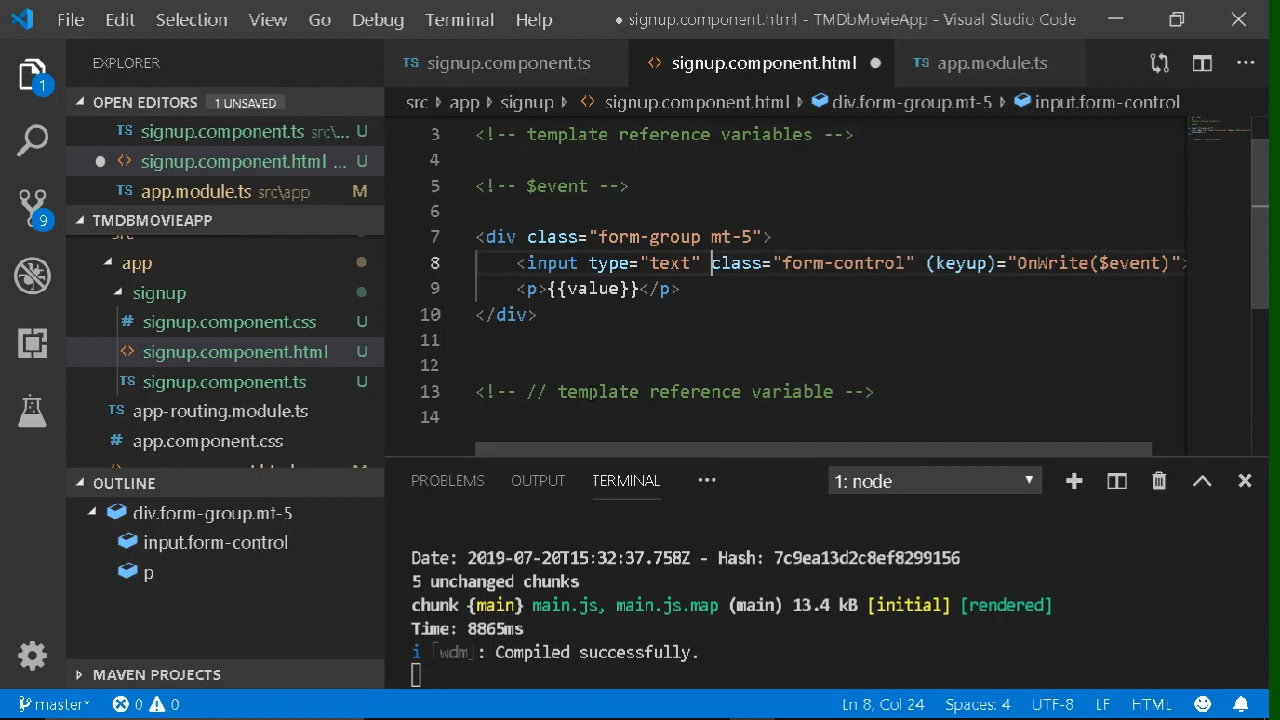 File Edit Selection View Go Debug Terminal Help ● signup.component.html - TMDbMovieApp - Visual Studio Code
EXPLORER
OPEN EDITORS 1 UNSAVED
TS signup.component.ts src\... U
● <> signup.component.html ... U
TS app.module.ts src\app M
TMDBMOVIEAPP
app
signup
# signup.component.css U
<> signup.component.html U
TS signup.component.ts U
TS app-routing.module.ts
# app.component.css
OUTLINE
div.form-group.mt-5
input.form-control
p
MAVEN PROJECTS
1
9
TS signup.component.ts <> signup.component.html ● TS app.module.ts ...
src > app > signup > <> signup.component.html > div.form-group.mt-5 > input.form-control
3 <!-- template reference variables -->
4
5 <!-- $event -->
6
7 <div class="form-group mt-5">
8 <input type="text" class="form-control" (keyup)="OnWrite($event)">
9 <p>{{value}}</p>
10 </div>
11
12
13 <!-- // template reference variable -->
14
PROBLEMS OUTPUT TERMINAL ... 1: node
Date: 2019-07-20T15:32:37.758Z - Hash: 7c9ea13d2c8ef8299156
5 unchanged chunks
chunk {main} main.js, main.js.map (main) 13.4 kB [initial] [rendered]
Time: 8865ms
i ｢wdm｣: Compiled successfully.
master* 0 0 Ln 8, Col 24 Spaces: 4 UTF-8 LF HTML